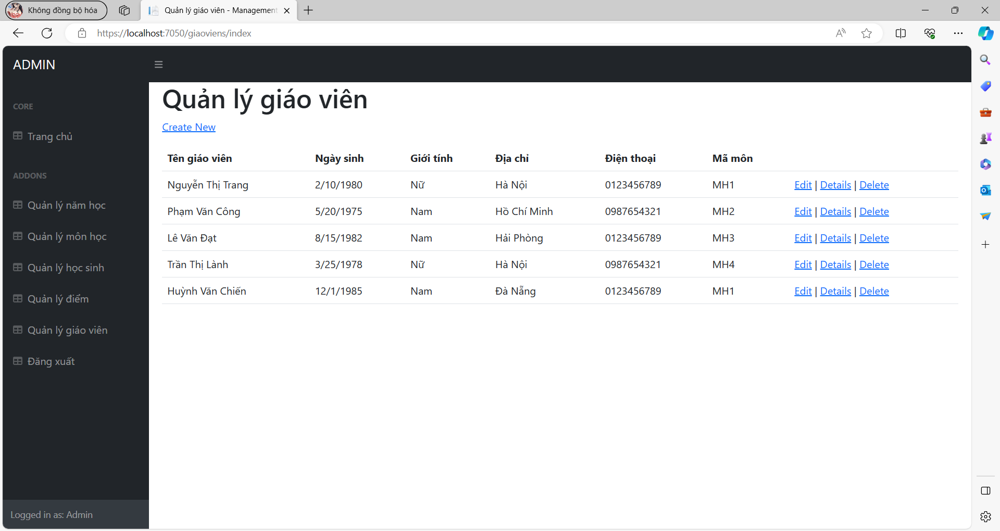 Không đồng bộ hóa
Quản lý giáo viên - Management
https://localhost:7050/giaoviens/index
ADMIN
CORE
Trang chủ
ADDONS
Quản lý năm học
Quản lý môn học
Quản lý học sinh
Quản lý điểm
Quản lý giáo viên
Đăng xuất
Logged in as: Admin
Quản lý giáo viên
Create New
Tên giáo viên Ngày sinh Giới tính Địa chỉ Điện thoại Mã môn
Nguyễn Thị Trang 2/10/1980 Nữ Hà Nội 0123456789 MH1 Edit | Details | Delete
Phạm Văn Công 5/20/1975 Nam Hồ Chí Minh 0987654321 MH2 Edit | Details | Delete
Lê Văn Đạt 8/15/1982 Nam Hải Phòng 0123456789 MH3 Edit | Details | Delete
Trần Thị Lành 3/25/1978 Nữ Hà Nội 0987654321 MH4 Edit | Details | Delete
Huỳnh Văn Chiến 12/1/1985 Nam Đà Nẵng 0123456789 MH1 Edit | Details | Delete